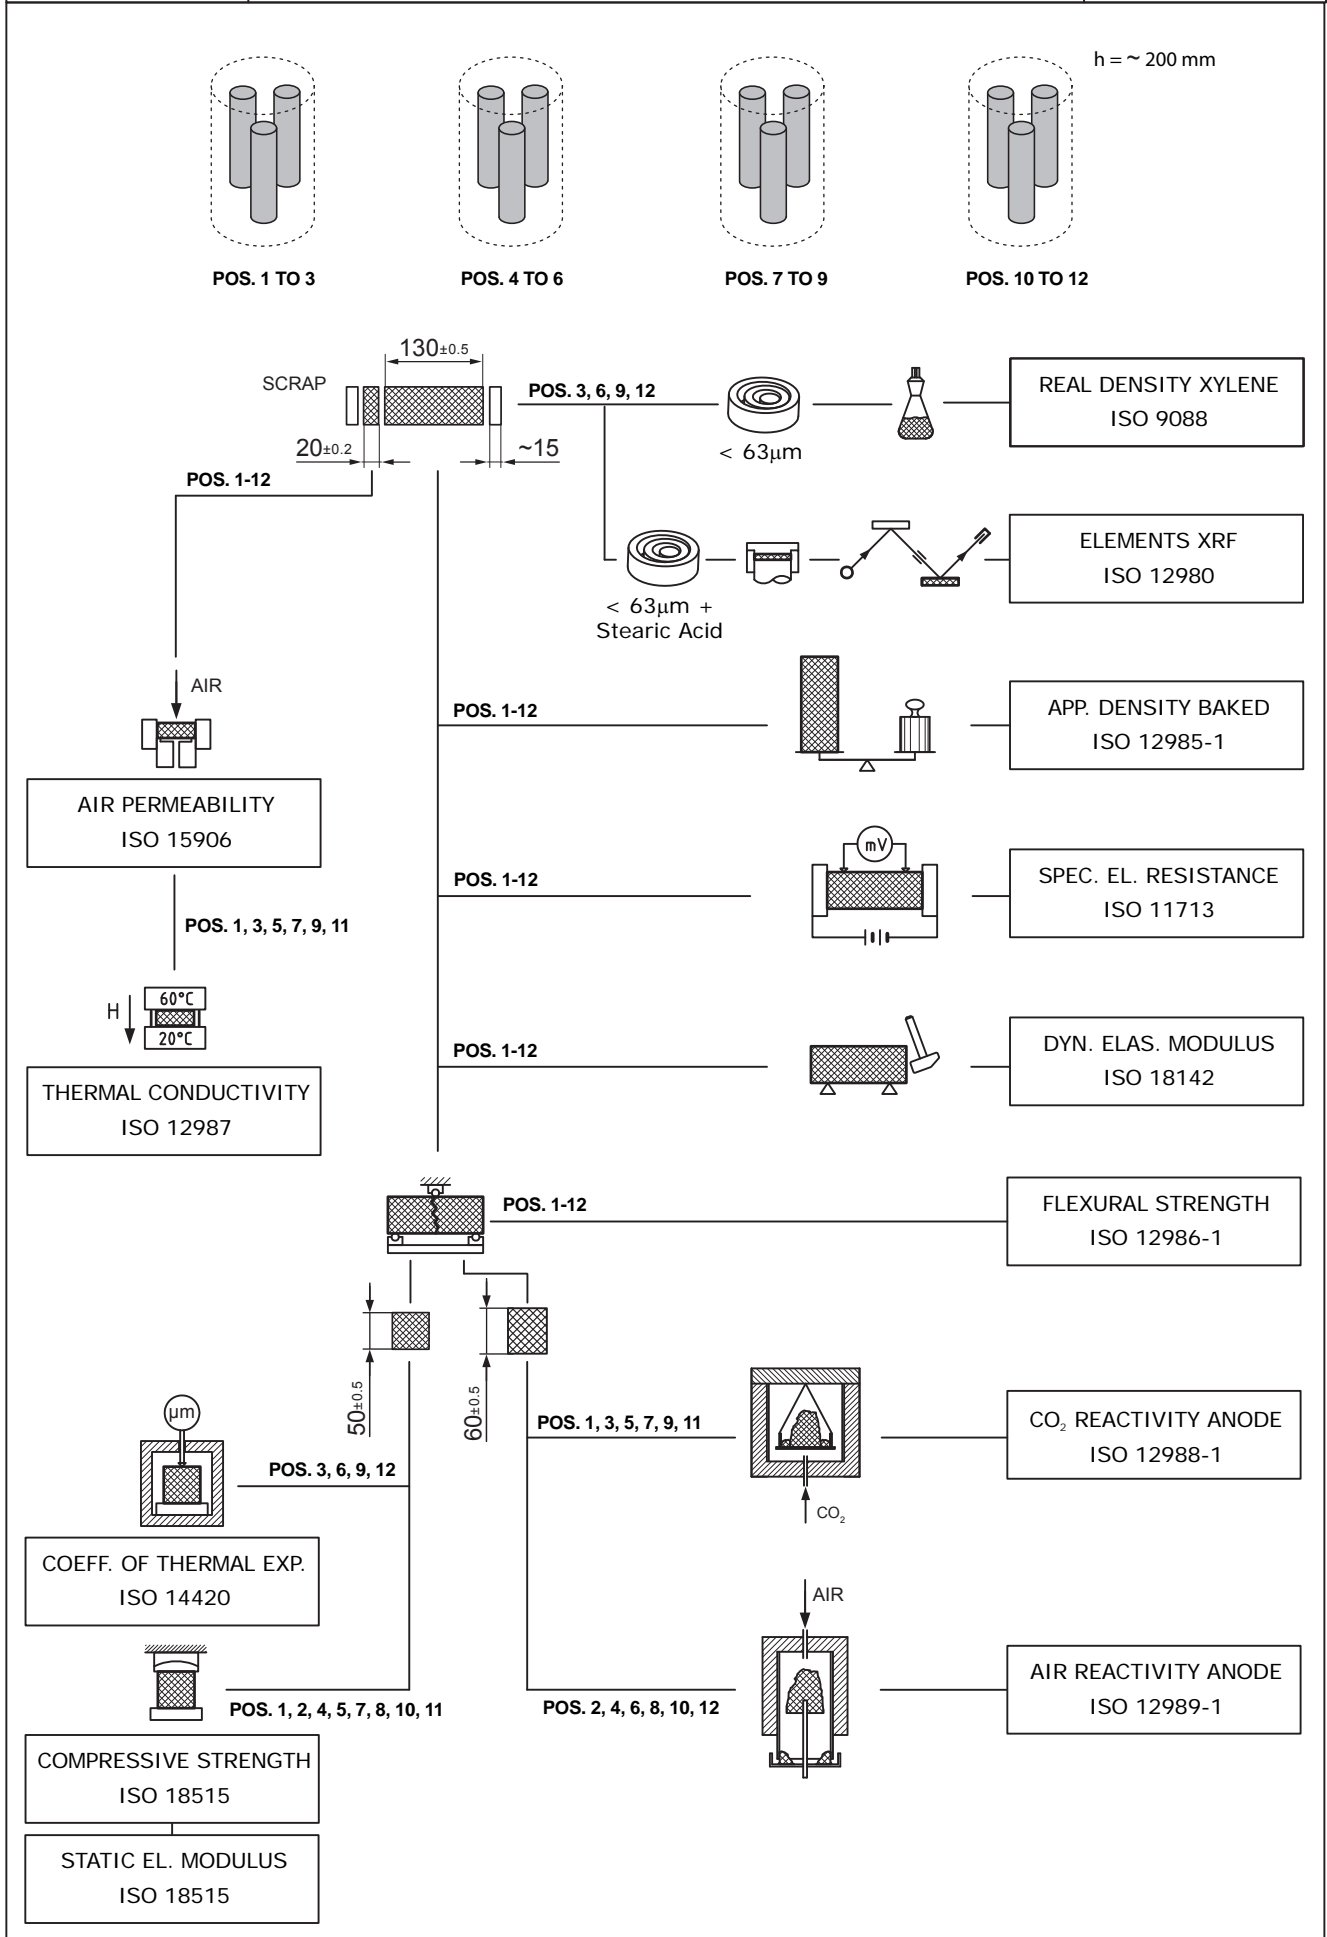 h = ~ 200 mm
POS. 1 TO 3
POS. 4 TO 6
POS. 7 TO 9
POS. 10 TO 12
130±0.5
SCRAP
POS. 3, 6, 9, 12
REAL DENSITY XYLENE
ISO 9088
20±0.2
~15
< 63µm
POS. 1-12
ELEMENTS XRF
ISO 12980
< 63µm +
Stearic Acid
AIR
POS. 1-12
APP. DENSITY BAKED
ISO 12985-1
AIR PERMEABILITY
ISO 15906
mV
POS. 1-12
SPEC. EL. RESISTANCE
ISO 11713
POS. 1, 3, 5, 7, 9, 11
60°C
H
20°C
POS. 1-12
DYN. ELAS. MODULUS
ISO 18142
THERMAL CONDUCTIVITY
ISO 12987
POS. 1-12
FLEXURAL STRENGTH
ISO 12986-1
50±0.5
60±0.5
µm
POS. 1, 3, 5, 7, 9, 11
CO₂ REACTIVITY ANODE
ISO 12988-1
POS. 3, 6, 9, 12
CO₂
COEFF. OF THERMAL EXP.
ISO 14420
AIR
POS. 1, 2, 4, 5, 7, 8, 10, 11
POS. 2, 4, 6, 8, 10, 12
AIR REACTIVITY ANODE
ISO 12989-1
COMPRESSIVE STRENGTH
ISO 18515
STATIC EL. MODULUS
ISO 18515